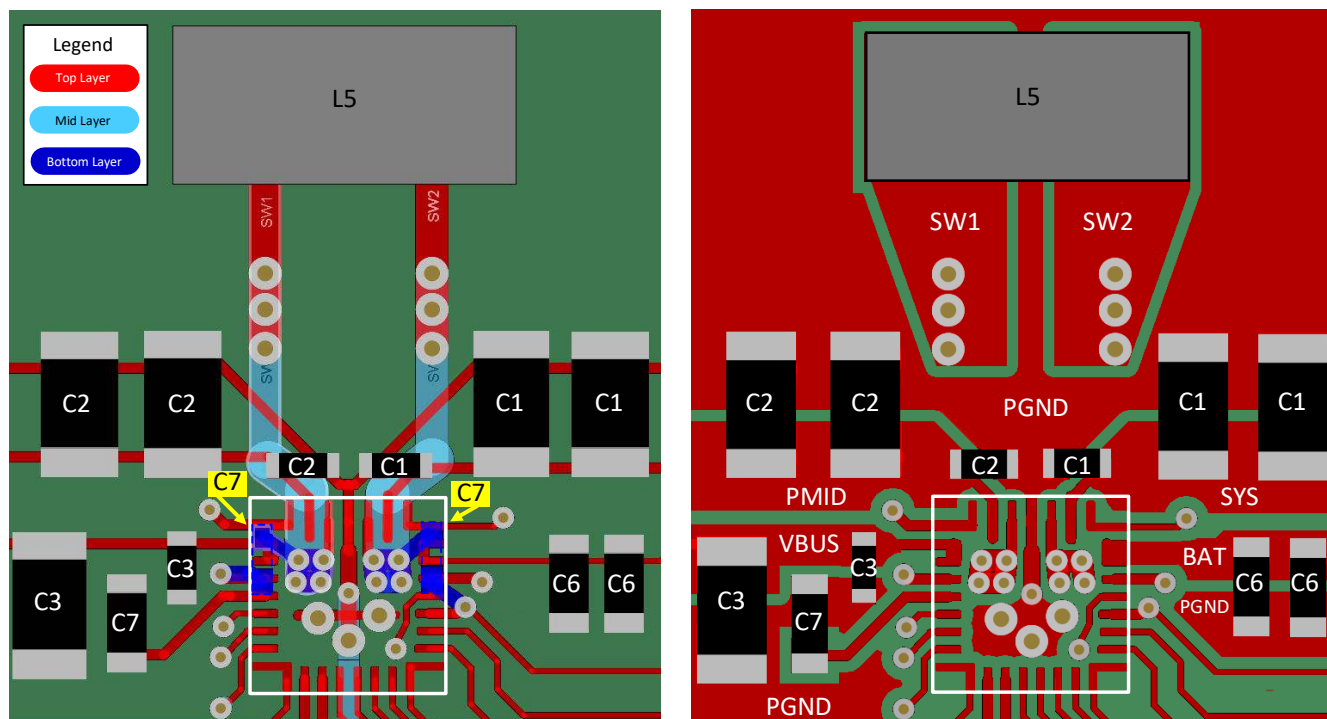 Legend
Top Layer
Mid Layer
Bottom Layer
L5
SW1
SW2
SW
SW
C2
C2
C1
C1
C2
C1
C7
C7
C3
C3
C7
C6
C6
L5
SW1
SW2
C2
C2
C1
C1
PGND
C2
C1
PMID
SYS
VBUS
BAT
C3
C3
C7
C6
C6
PGND
PGND